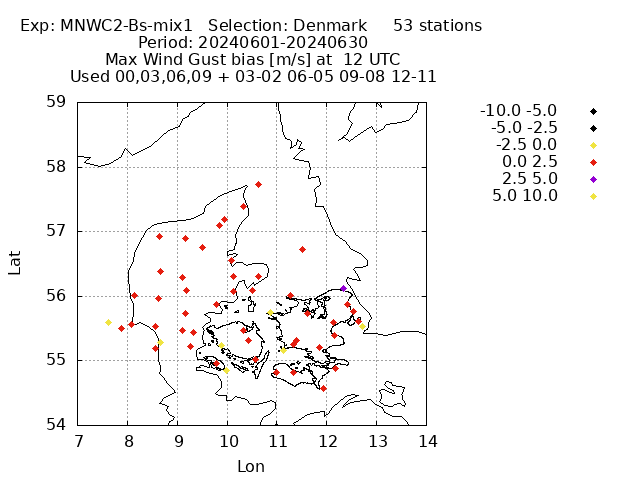 Exp: MNWC2-Bs-mix1   Selection: Denmark     53 stations
Period: 20240601-20240630
Max Wind Gust bias [m/s] at  12 UTC
Used 00,03,06,09 + 03-02 06-05 09-08 12-11
-10.0 -5.0
-5.0 -2.5
-2.5 0.0
0.0 2.5
2.5 5.0
5.0 10.0
Lat
59
58
57
56
55
54
7 8 9 10 11 12 13 14
Lon